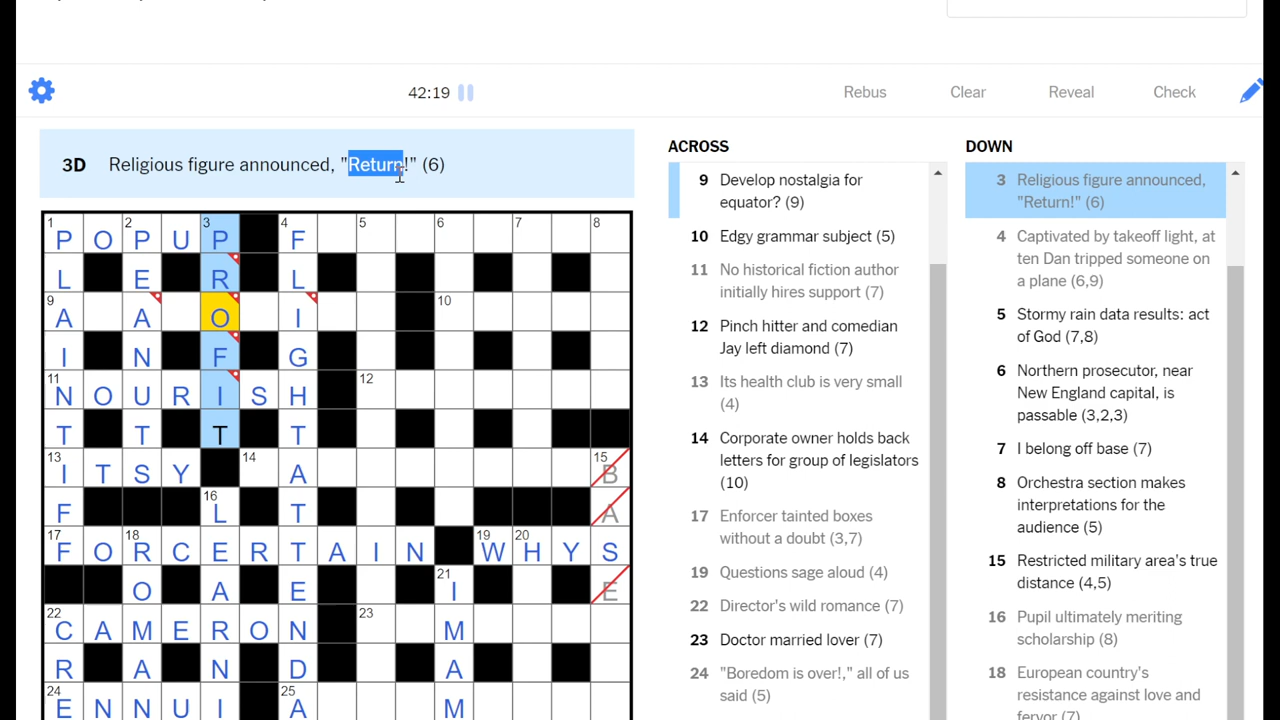 42:19
Rebus
Clear
Reveal
Check
3D Religious figure announced, "Return!" (6)
1 P O 2 P U 3 P 4 F 5 6 7 8
L E R L
9 A A O I 10
I N F G
11 N O U R I S H 12
T T T T
13 I T S Y 14 A 15 B
F 16 L T A
17 F O 18 R C E R T A I N 19 W 20 H Y S
O A E 21 I E
22 C A M E R O N 23 M
R A N D A
24 E N N U I 25 A M
ACROSS
9 Develop nostalgia for
equator? (9)
10 Edgy grammar subject (5)
11 No historical fiction author
initially hires support (7)
12 Pinch hitter and comedian
Jay left diamond (7)
13 Its health club is very small
(4)
14 Corporate owner holds back
letters for group of legislators
(10)
17 Enforcer tainted boxes
without a doubt (3,7)
19 Questions sage aloud (4)
22 Director's wild romance (7)
23 Doctor married lover (7)
24 "Boredom is over!," all of us
said (5)
DOWN
3 Religious figure announced,
"Return!" (6)
4 Captivated by takeoff light, at
ten Dan tripped someone on
a plane (6,9)
5 Stormy rain data results: act
of God (7,8)
6 Northern prosecutor, near
New England capital, is
passable (3,2,3)
7 I belong off base (7)
8 Orchestra section makes
interpretations for the
audience (5)
15 Restricted military area's true
distance (4,5)
16 Pupil ultimately meriting
scholarship (8)
18 European country's
resistance against love and
fervor (7)